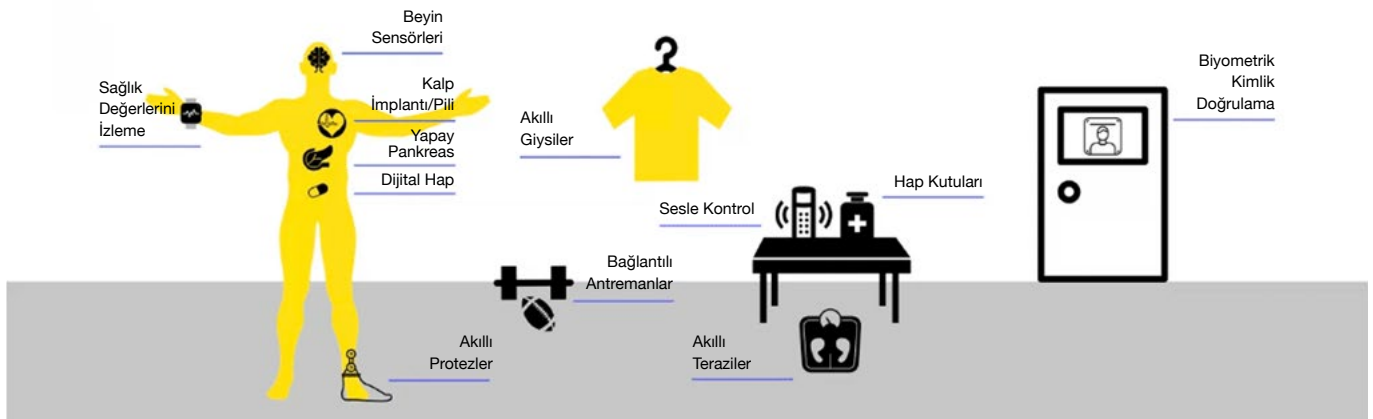 Beyin
Sensörleri
Sağlık
Değerlerini
İzleme
Kalp
İmplantı/Pili
Yapay
Pankreas
Dijital Hap
Akıllı
Giysiler
Biyometrik
Kimlik
Doğrulama
Hap Kutuları
Sesle Kontrol
Bağlantılı
Antremanlar
Akıllı
Protezler
Akıllı
Teraziler